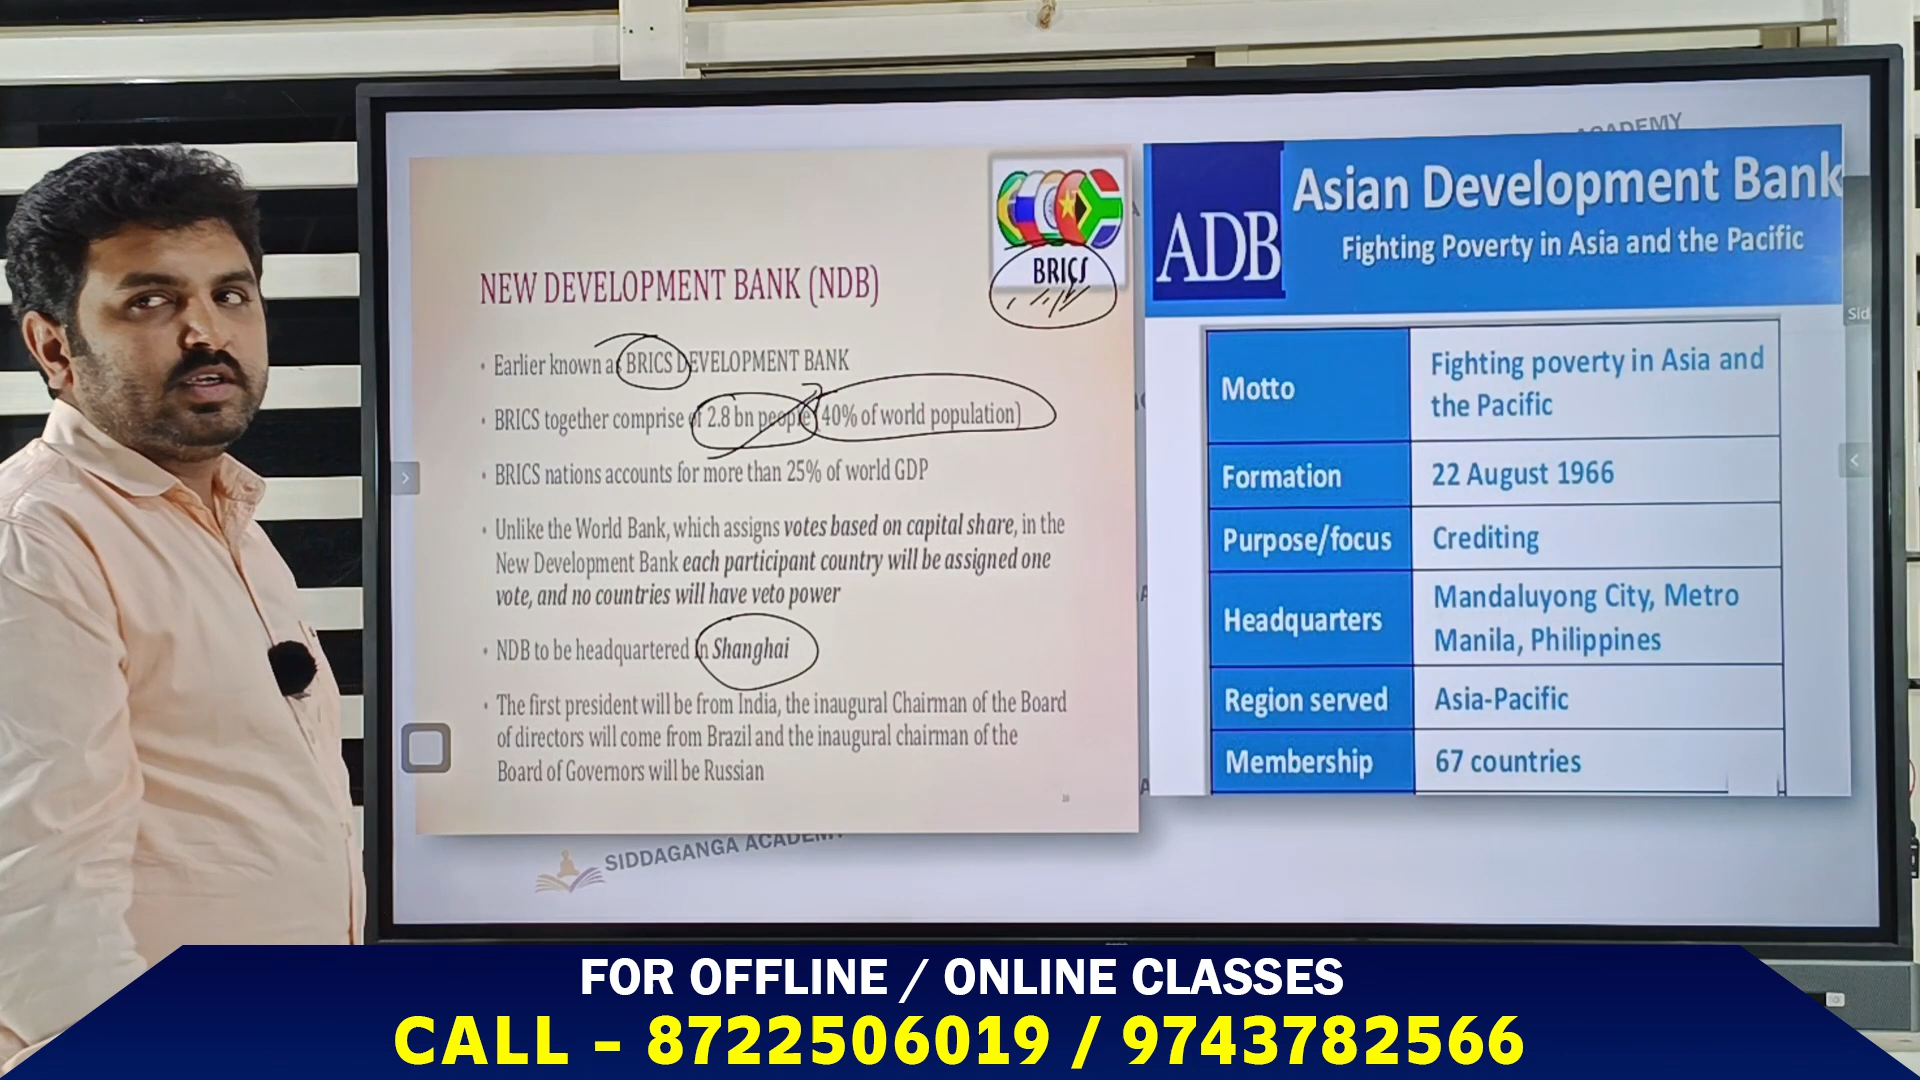 ACADEMY
BRICS
NEW DEVELOPMENT BANK (NDB)
• Earlier known as BRICS DEVELOPMENT BANK
• BRICS together comprise of 2.8 bn people (40% of world population)
• BRICS nations accounts for more than 25% of world GDP
• Unlike the World Bank, which assigns votes based on capital share, in the
New Development Bank each participant country will be assigned one
vote, and no countries will have veto power
• NDB to be headquartered in Shanghai
• The first president will be from India, the inaugural Chairman of the Board
of directors will come from Brazil and the inaugural chairman of the
Board of Governors will be Russian
SIDDAGANGA ACADEMY
ADB
Asian Development Bank
Fighting Poverty in Asia and the Pacific
Motto Fighting poverty in Asia and
the Pacific
Formation 22 August 1966
Purpose/focus Crediting
Headquarters Mandaluyong City, Metro
Manila, Philippines
Region served Asia-Pacific
Membership 67 countries
Sid
FOR OFFLINE / ONLINE CLASSES
CALL - 8722506019 / 9743782566